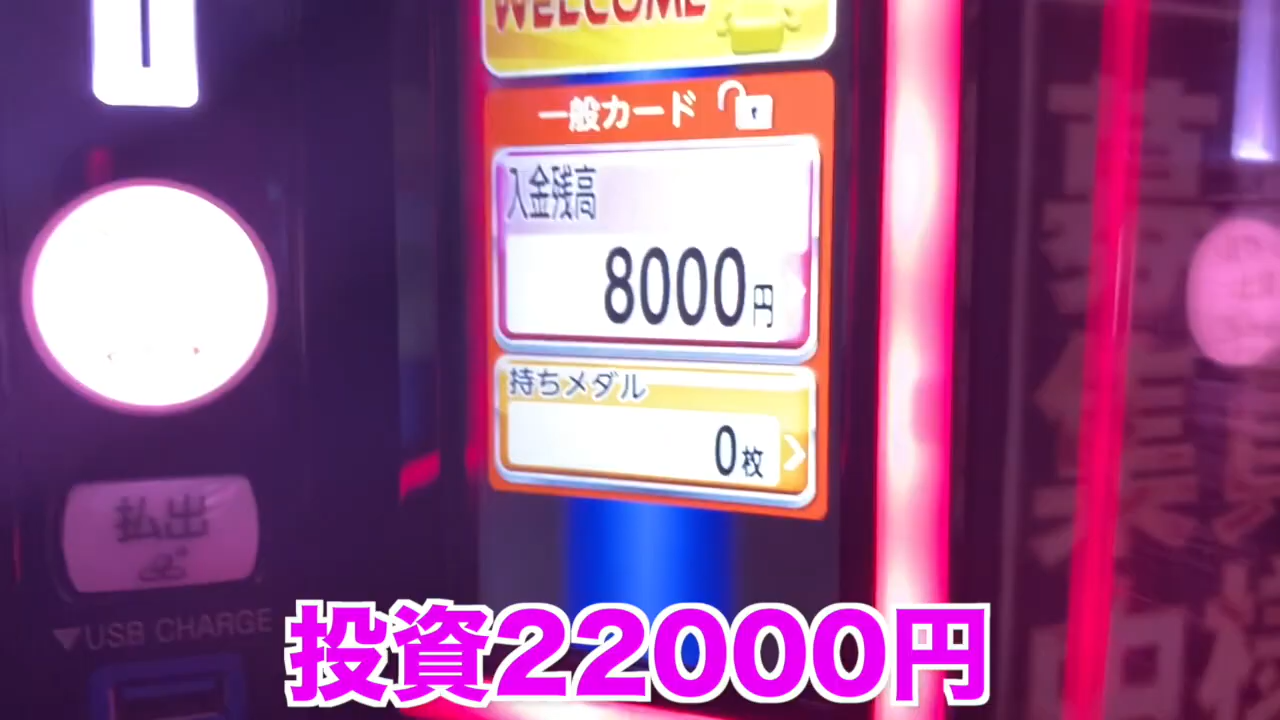 WELCOME
一般カード
入金残高
8000円
持ちメダル
0枚
払出
▼USB CHARGE
投資22000円